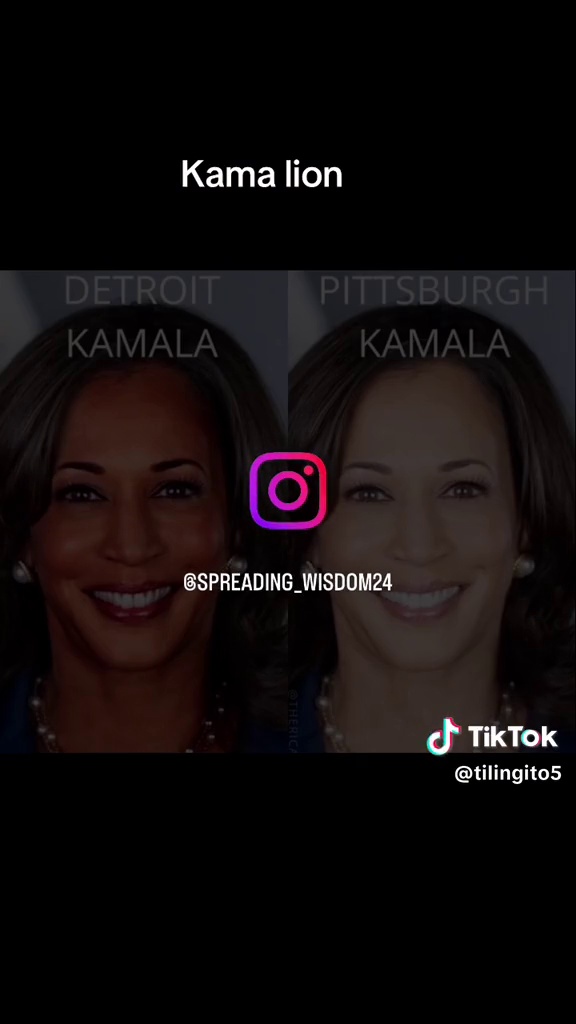 Kama lion
DETROIT
KAMALA
PITTSBURGH
KAMALA
@SPREADING_WISDOM24
TikTok
@tilingito5